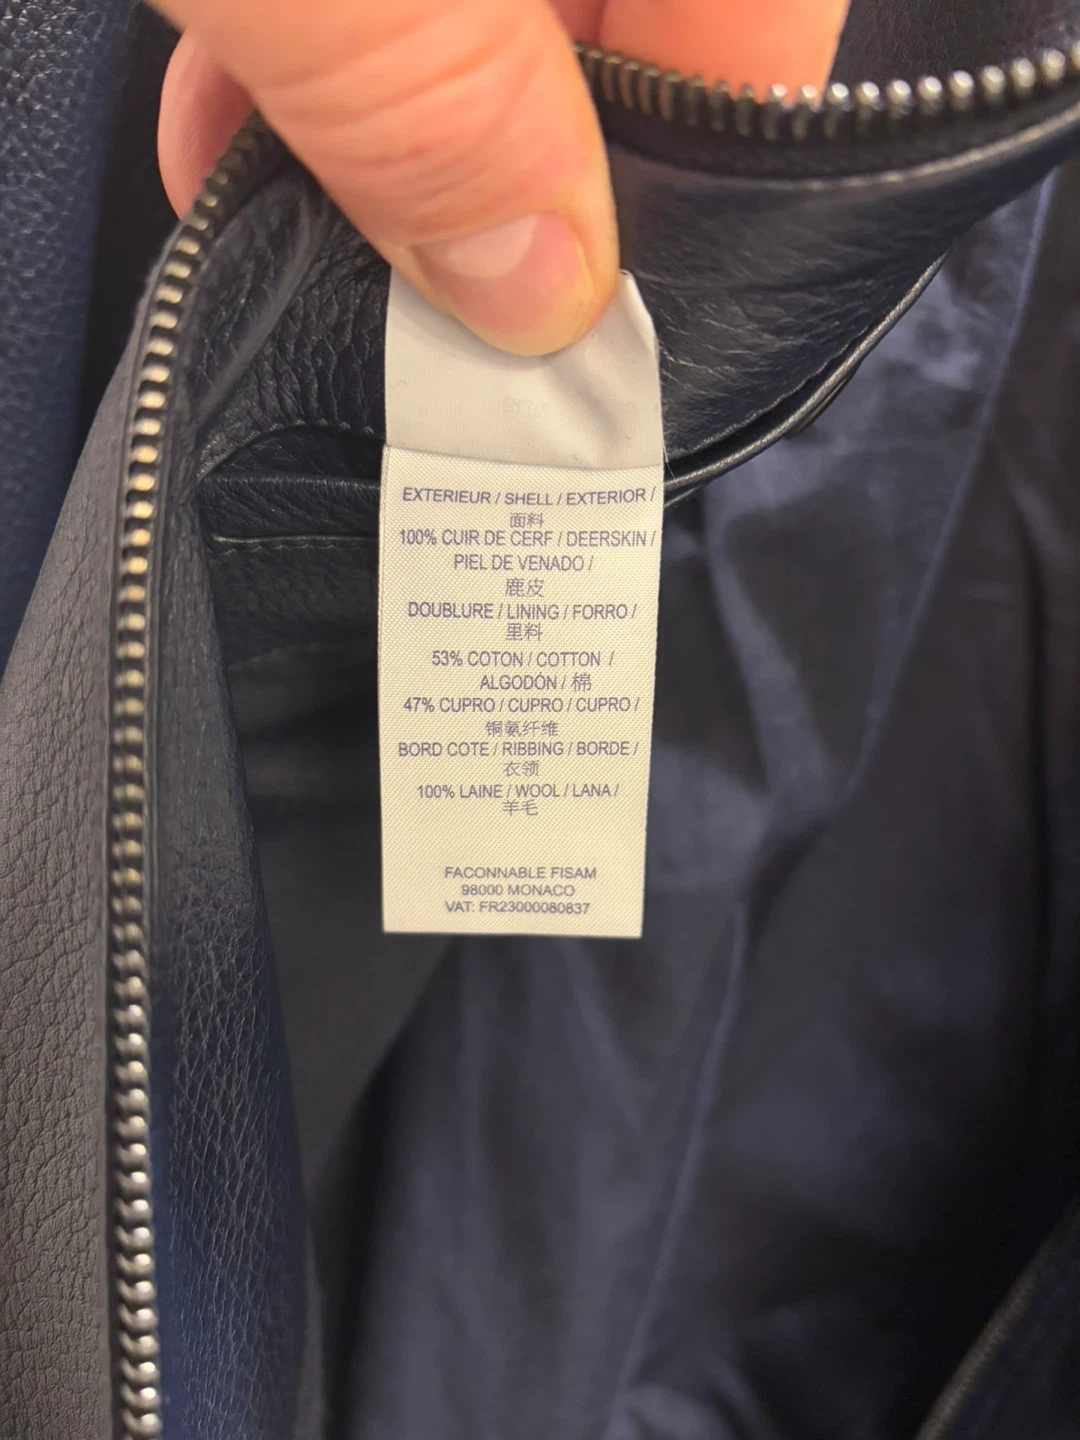 EXTERIEUR / SHELL / EXTERIOR /
面料
100% CUIR DE CERF / DEERSKIN /
PIEL DE VENADO /
鹿皮
DOUBLURE / LINING / FORRO /
里料
53% COTON / COTTON /
ALGODÓN / 棉
47% CUPRO / CUPRO / CUPRO /
铜氨纤维
BORD COTE / RIBBING / BORDE /
衣领
100% LAINE / WOOL / LANA /
羊毛
FACONNABLE FISAM
98000 MONACO
VAT: FR23000080837